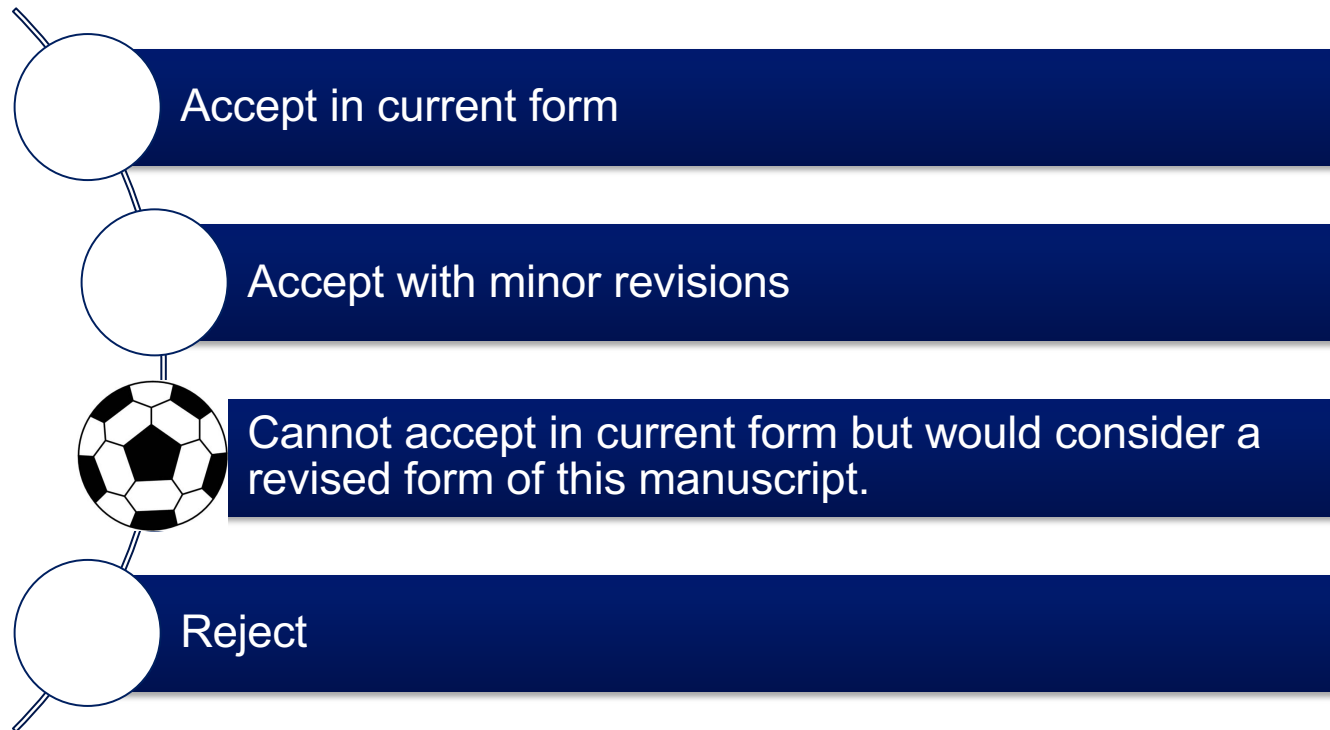 Accept in current form
Accept with minor revisions
Cannot accept in current form but would consider a
revised form of this manuscript.
Reject